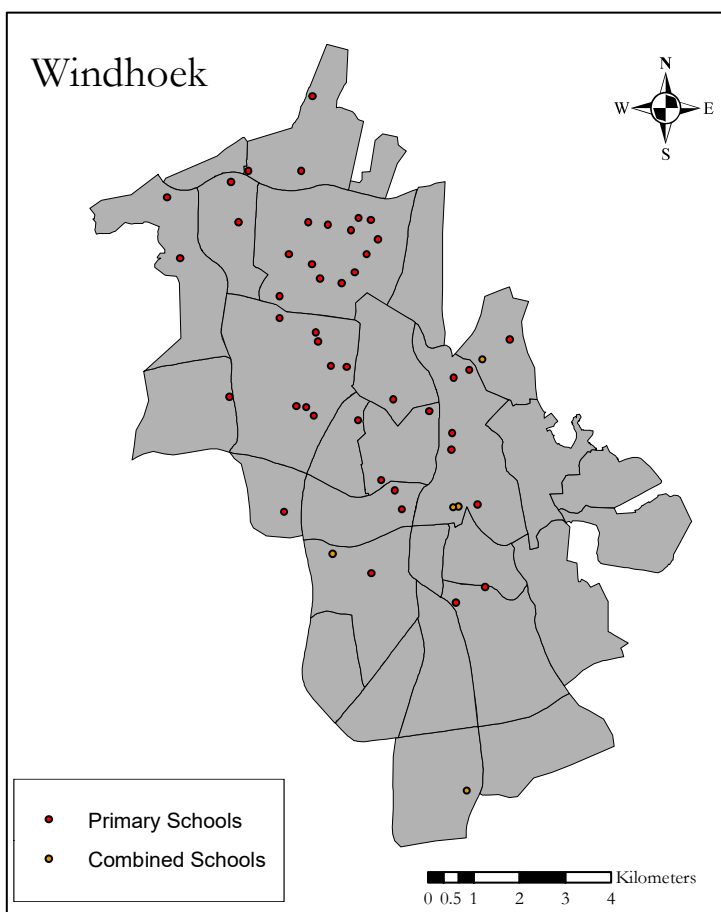 Windhoek
N
W E
S
Primary Schools
Combined Schools
Kilometers
0 0.5 1 2 3 4